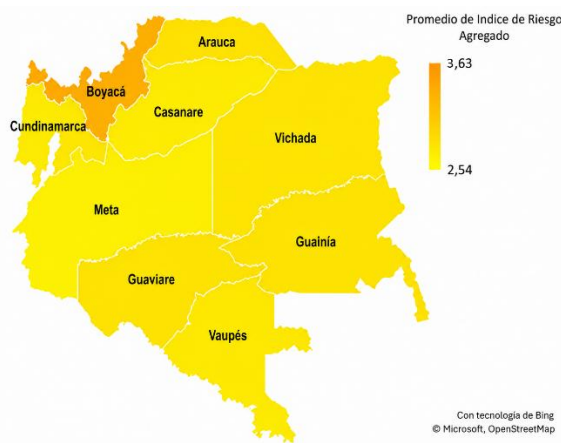 Promedio de Indice de Riesgo
Agregado
3,63
2,54
Arauca
Boyacá
Casanare
Cundinamarca
Vichada
Meta
Guainía
Guaviare
Vaupés
Con tecnología de Bing
© Microsoft, OpenStreetMap